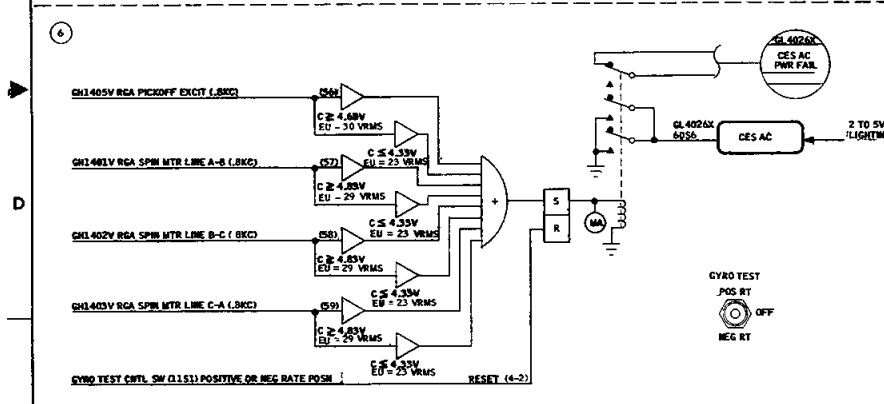 6
GL4026X
CES AC
PWR FAIL
GH1405V RGA PICKOFF EXCIT (.8KC)
(56)
C ≥ 4.68V
EU = 30 VRMS
C ≤ 4.33V
EU = 23 VRMS
GH1401V RGA SPIN MTR LINE A-B (.8KC)
(57)
C ≥ 4.83V
EU = 29 VRMS
C ≤ 4.33V
EU = 23 VRMS
GH1402V RGA SPIN MTR LINE B-C (.8KC)
(58)
C ≥ 4.83V
EU = 29 VRMS
C ≤ 4.33V
EU = 23 VRMS
GH1403V RGA SPIN MTR LINE C-A (.8KC)
(59)
C ≥ 4.83V
EU = 29 VRMS
C ≤ 4.33V
EU = 23 VRMS
GYRO TEST CNTL SW (11S1) POSITIVE OR NEG RATE POSN
RESET (4-2)
+
S
R
MA
GL4026X
6DS6
CES AC
2 TO 5V
LIGHTIN
D
GYRO TEST
POS RT
OFF
NEG RT